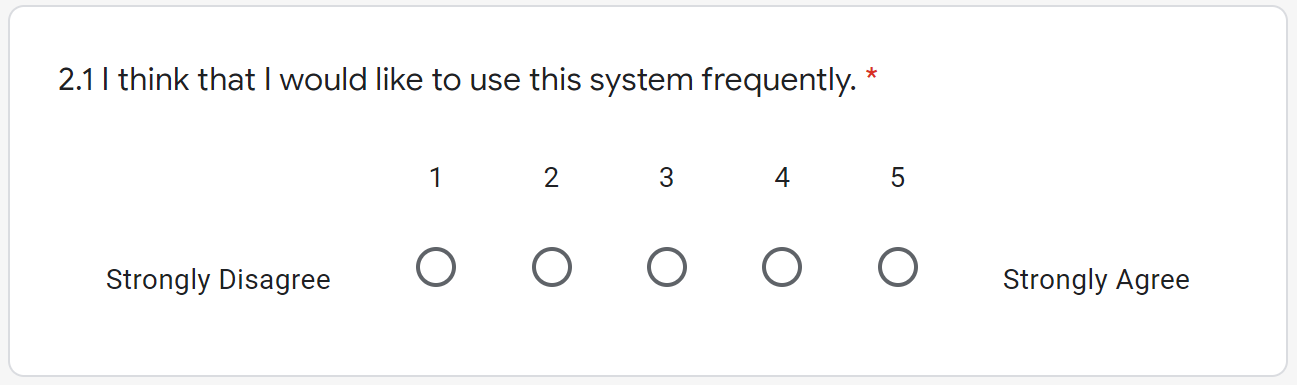 2.1 I think that I would like to use this system frequently. *
1 2 3 4 5
Strongly Disagree Strongly Agree